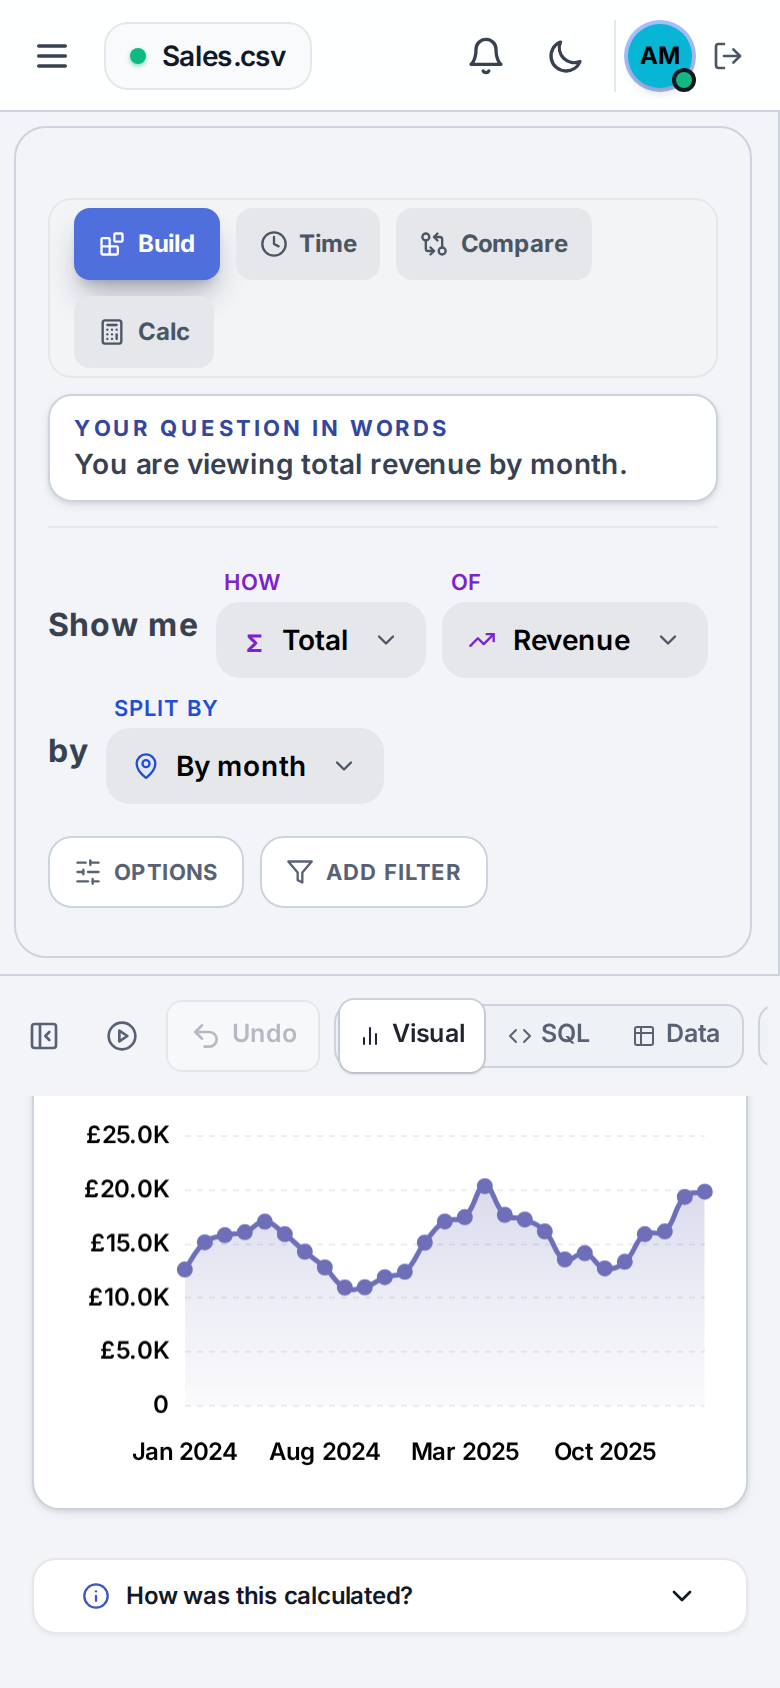 Sales.csv
AM
Build
Time
Compare
Calc
YOUR QUESTION IN WORDS
You are viewing total revenue by month.
HOW
OF
Show me
Σ Total
Revenue
SPLIT BY
by
By month
OPTIONS
ADD FILTER
Undo
Visual
SQL
Data
£25.0K
£20.0K
£15.0K
£10.0K
£5.0K
0
Jan 2024 Aug 2024 Mar 2025 Oct 2025
How was this calculated?